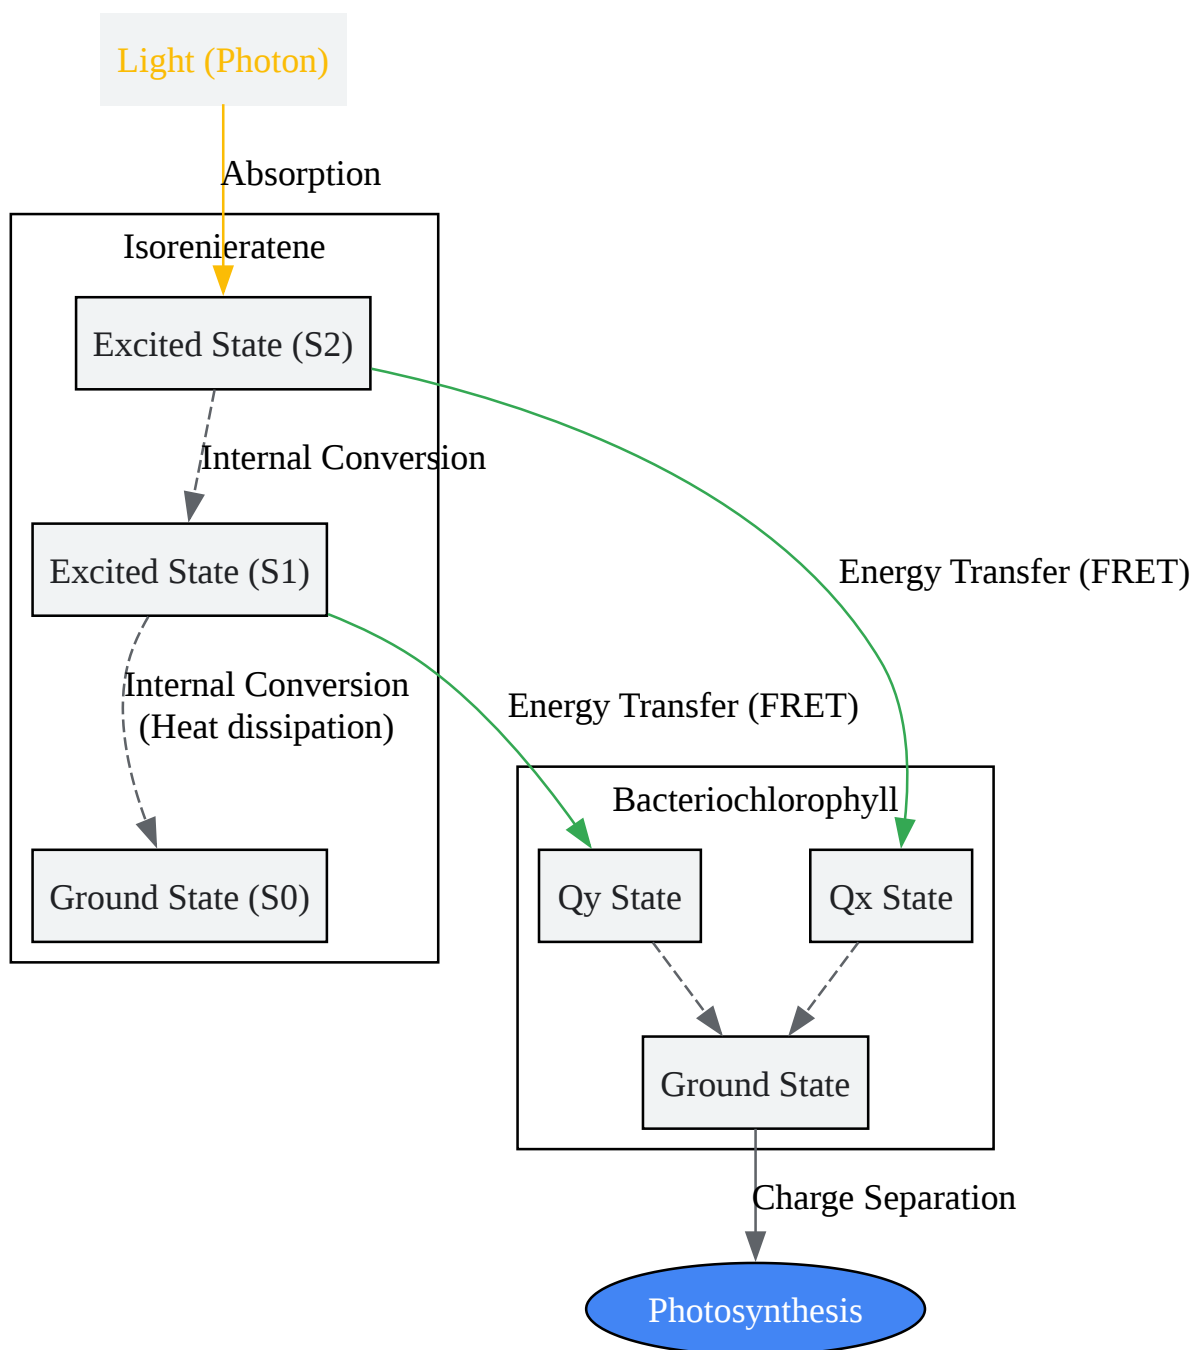 Light (Photon)
Absorption
Isorenieratene
Excited State (S2)
Internal Conversion
Excited State (S1)
Energy Transfer (FRET)
Internal Conversion
(Heat dissipation)
Energy Transfer (FRET)
Bacteriochlorophyll
Ground State (S0)
Qy State
Qx State
Ground State
Charge Separation
Photosynthesis